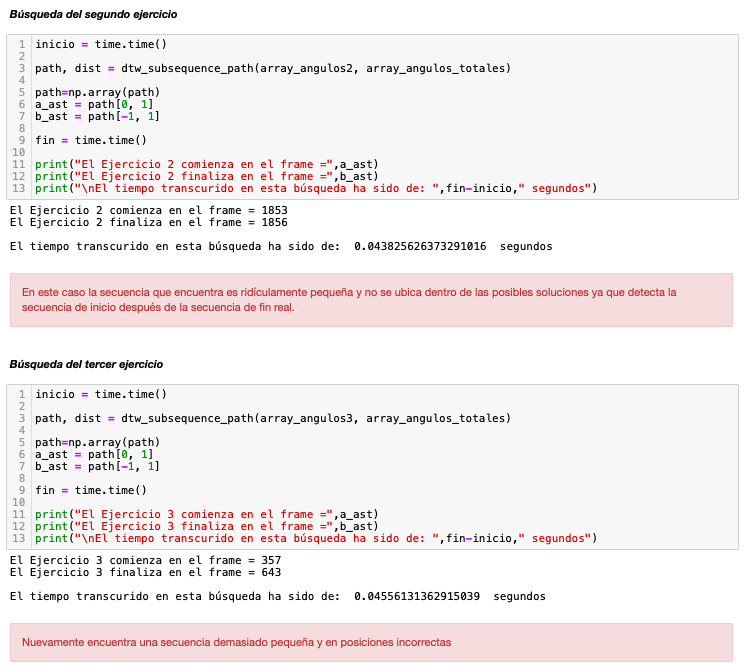 Búsqueda del segundo ejercicio
1 inicio = time.time()
2
3 path, dist = dtw_subsequence_path(array_angulos2, array_angulos_totales)
4
5 path=np.array(path)
6 a_ast = path[0, 1]
7 b_ast = path[-1, 1]
8
9 fin = time.time()
10
11 print("El Ejercicio 2 comienza en el frame =",a_ast)
12 print("El Ejercicio 2 finaliza en el frame =",b_ast)
13 print("\nEl tiempo transcurido en esta búsqueda ha sido de: ",fin-inicio," segundos")
El Ejercicio 2 comienza en el frame = 1853
El Ejercicio 2 finaliza en el frame = 1856
El tiempo transcurido en esta búsqueda ha sido de:  0.043825626373291016  segundos
En este caso la secuencia que encuentra es ridículamente pequeña y no se ubica dentro de las posibles soluciones ya que detecta la
secuencia de inicio después de la secuencia de fin real.
Búsqueda del tercer ejercicio
1 inicio = time.time()
2
3 path, dist = dtw_subsequence_path(array_angulos3, array_angulos_totales)
4
5 path=np.array(path)
6 a_ast = path[0, 1]
7 b_ast = path[-1, 1]
8
9 fin = time.time()
10
11 print("El Ejercicio 3 comienza en el frame =",a_ast)
12 print("El Ejercicio 3 finaliza en el frame =",b_ast)
13 print("\nEl tiempo transcurido en esta búsqueda ha sido de: ",fin-inicio," segundos")
El Ejercicio 3 comienza en el frame = 357
El Ejercicio 3 finaliza en el frame = 643
El tiempo transcurido en esta búsqueda ha sido de:  0.04556131362915039  segundos
Nuevamente encuentra una secuencia demasiado pequeña y en posiciones incorrectas